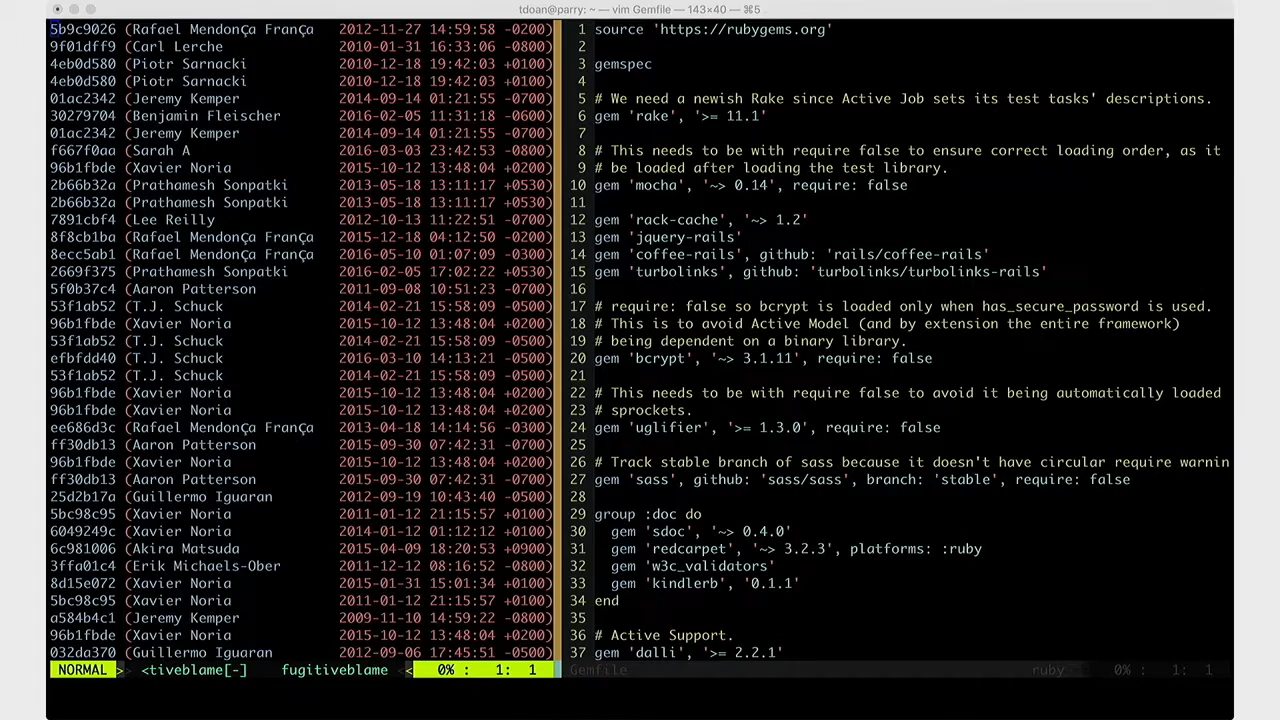 tdoan@parry: ~ — vim Gemfile — 143×40 — ⌘5
5b9c9026 (Rafael MendonÇa França   2012-11-27 14:59:58 -0200)   1 source 'https://rubygems.org'
9f01dff9 (Carl Lerche              2010-01-31 16:33:06 -0800)   2
4eb0d580 (Piotr Sarnacki           2010-12-18 19:42:03 +0100)   3 gemspec
4eb0d580 (Piotr Sarnacki           2010-12-18 19:42:03 +0100)   4
01ac2342 (Jeremy Kemper            2014-09-14 01:21:55 -0700)   5 # We need a newish Rake since Active Job sets its test tasks' descriptions.
30279704 (Benjamin Fleischer       2016-02-05 11:31:18 -0600)   6 gem 'rake', '>= 11.1'
01ac2342 (Jeremy Kemper            2014-09-14 01:21:55 -0700)   7
f667f0aa (Sarah A                  2016-03-03 23:42:53 -0800)   8 # This needs to be with require false to ensure correct loading order, as it
96b1fbde (Xavier Noria             2015-10-12 13:48:04 +0200)   9 # be loaded after loading the test library.
2b66b32a (Prathamesh Sonpatki      2013-05-18 13:11:17 +0530)  10 gem 'mocha', '~> 0.14', require: false
2b66b32a (Prathamesh Sonpatki      2013-05-18 13:11:17 +0530)  11
7891cbf4 (Lee Reilly               2012-10-13 11:22:51 -0700)  12 gem 'rack-cache', '~> 1.2'
8f8cb1ba (Rafael MendonÇa FranÇa   2015-12-18 04:12:50 -0200)  13 gem 'jquery-rails'
8ecc5ab1 (Rafael MendonÇa FranÇa   2016-05-10 01:07:09 -0300)  14 gem 'coffee-rails', github: 'rails/coffee-rails'
2669f375 (Prathamesh Sonpatki      2016-02-05 17:02:22 +0530)  15 gem 'turbolinks', github: 'turbolinks/turbolinks-rails'
5f0b37c4 (Aaron Patterson          2011-09-08 10:51:23 -0700)  16
53f1ab52 (T.J. Schuck              2014-02-21 15:58:09 -0500)  17 # require: false so bcrypt is loaded only when has_secure_password is used.
96b1fbde (Xavier Noria             2015-10-12 13:48:04 +0200)  18 # This is to avoid Active Model (and by extension the entire framework)
53f1ab52 (T.J. Schuck              2014-02-21 15:58:09 -0500)  19 # being dependent on a binary library.
efbfdd40 (T.J. Schuck              2016-03-10 14:13:21 -0500)  20 gem 'bcrypt', '~> 3.1.11', require: false
53f1ab52 (T.J. Schuck              2014-02-21 15:58:09 -0500)  21
96b1fbde (Xavier Noria             2015-10-12 13:48:04 +0200)  22 # This needs to be with require false to avoid it being automatically loaded
96b1fbde (Xavier Noria             2015-10-12 13:48:04 +0200)  23 # sprockets.
ee686d3c (Rafael MendonÇa FranÇa   2013-04-18 14:14:56 -0300)  24 gem 'uglifier', '>= 1.3.0', require: false
ff30db13 (Aaron Patterson          2015-09-30 07:42:31 -0700)  25
96b1fbde (Xavier Noria             2015-10-12 13:48:04 +0200)  26 # Track stable branch of sass because it doesn't have circular require warnin
ff30db13 (Aaron Patterson          2015-09-30 07:42:31 -0700)  27 gem 'sass', github: 'sass/sass', branch: 'stable', require: false
25d2b17a (Guillermo Iguaran        2012-09-19 10:43:40 -0500)  28
5bc98c95 (Xavier Noria             2011-01-12 21:15:57 +0100)  29 group :doc do
6049249c (Xavier Noria             2014-01-01 01:12:12 +0100)  30   gem 'sdoc', '~> 0.4.0'
6c981006 (Akira Matsuda            2015-04-09 18:20:53 +0900)  31   gem 'redcarpet', '~> 3.2.3', platforms: :ruby
3ffa01c4 (Erik Michaels-Ober       2011-12-12 08:16:52 -0800)  32   gem 'w3c_validators'
8d15e072 (Xavier Noria             2015-01-31 15:01:34 +0100)  33   gem 'kindlerb', '0.1.1'
5bc98c95 (Xavier Noria             2011-01-12 21:15:57 +0100)  34 end
a584b4c1 (Jeremy Kemper            2009-11-10 14:59:22 -0800)  35
96b1fbde (Xavier Noria             2015-10-12 13:48:04 +0200)  36 # Active Support.
032da370 (Guillermo Iguaran        2012-09-06 17:45:51 -0500)  37 gem 'dalli', '>= 2.2.1'
NORMAL >> <tiveblame[-]    fugitiveblame <<  0% :   1:  1  Gemfile    ruby  0% :   1:  1